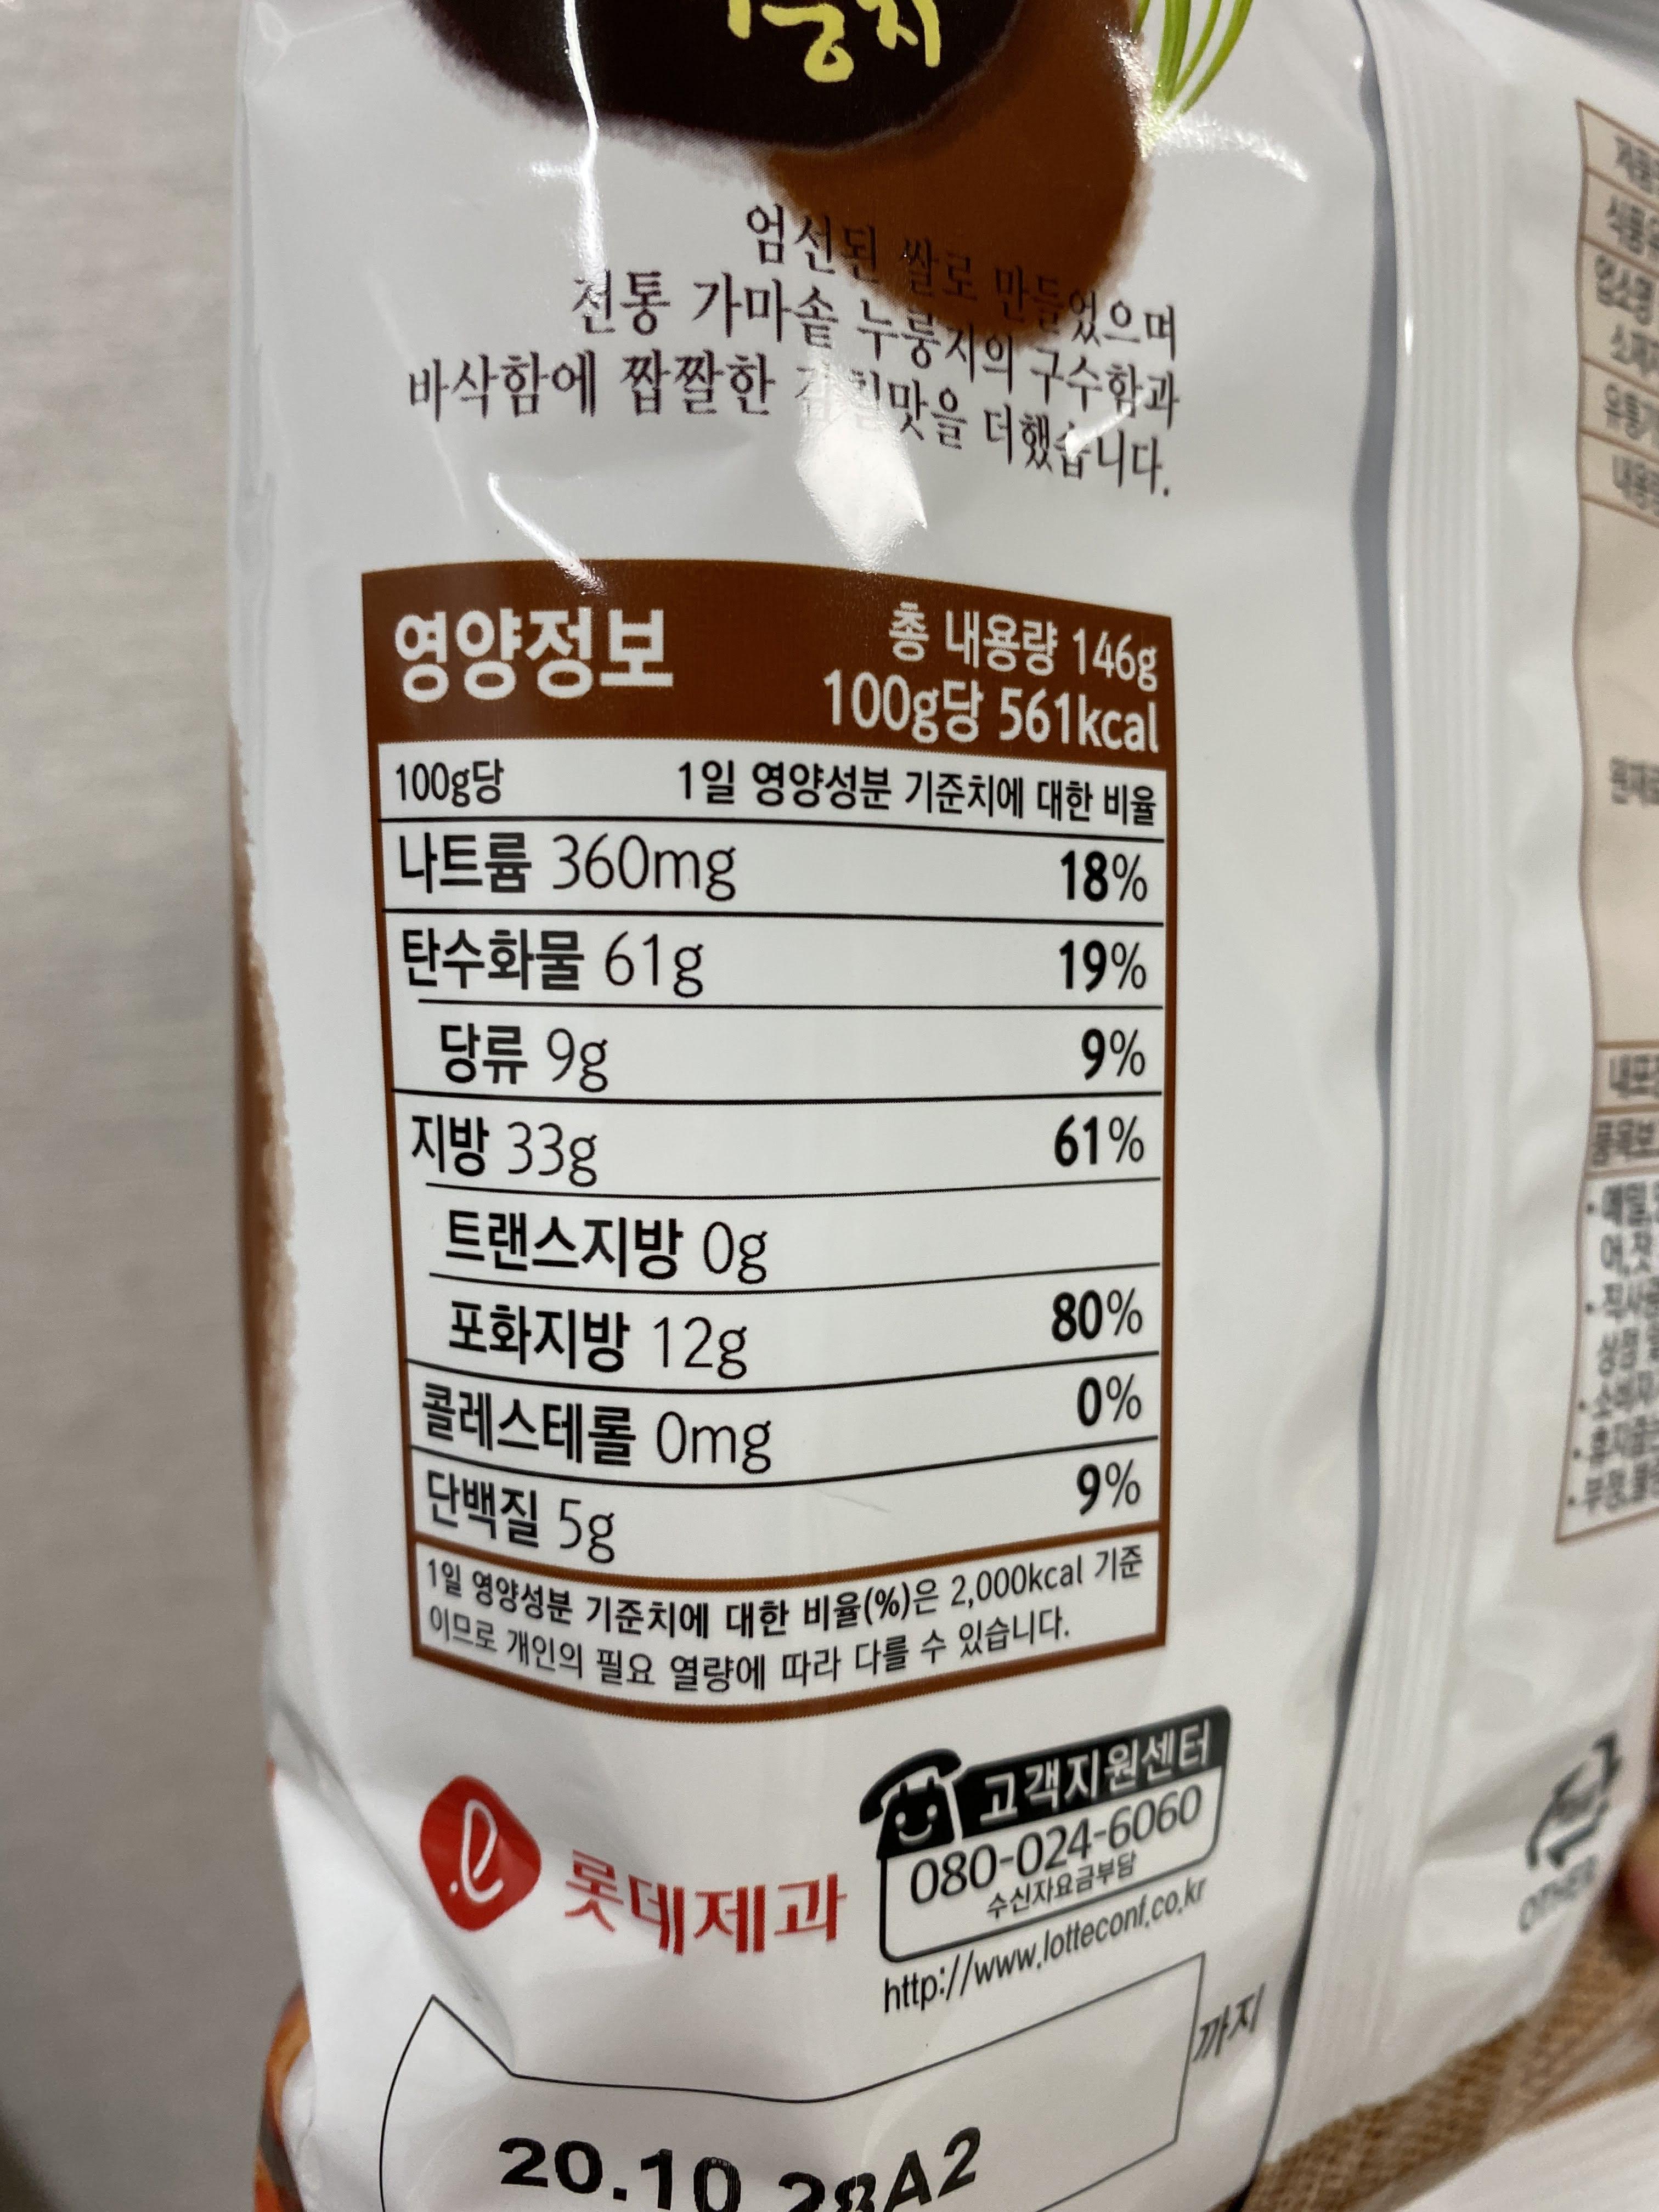 엄선된 쌀로 만들었으며
전통 가마솥 누룽지의 구수함과
바삭함에 짭짤한 감칠맛을 더했습니다.
영양정보
총 내용량 146g
100g당 561kcal
100g당 1일 영양성분 기준치에 대한 비율
나트륨 360mg 18%
탄수화물 61g 19%
당류 9g 9%
지방 33g 61%
트랜스지방 0g
포화지방 12g 80%
콜레스테롤 0mg 0%
단백질 5g 9%
1일 영양성분 기준치에 대한 비율(%)은 2,000kcal 기준
이므로 개인의 필요 열량에 따라 다를 수 있습니다.
롯데제과
고객지원센터
080-024-6060
수신자요금부담
http://www.lotteconf.co.kr
까지
20.10.28A2
OTHER